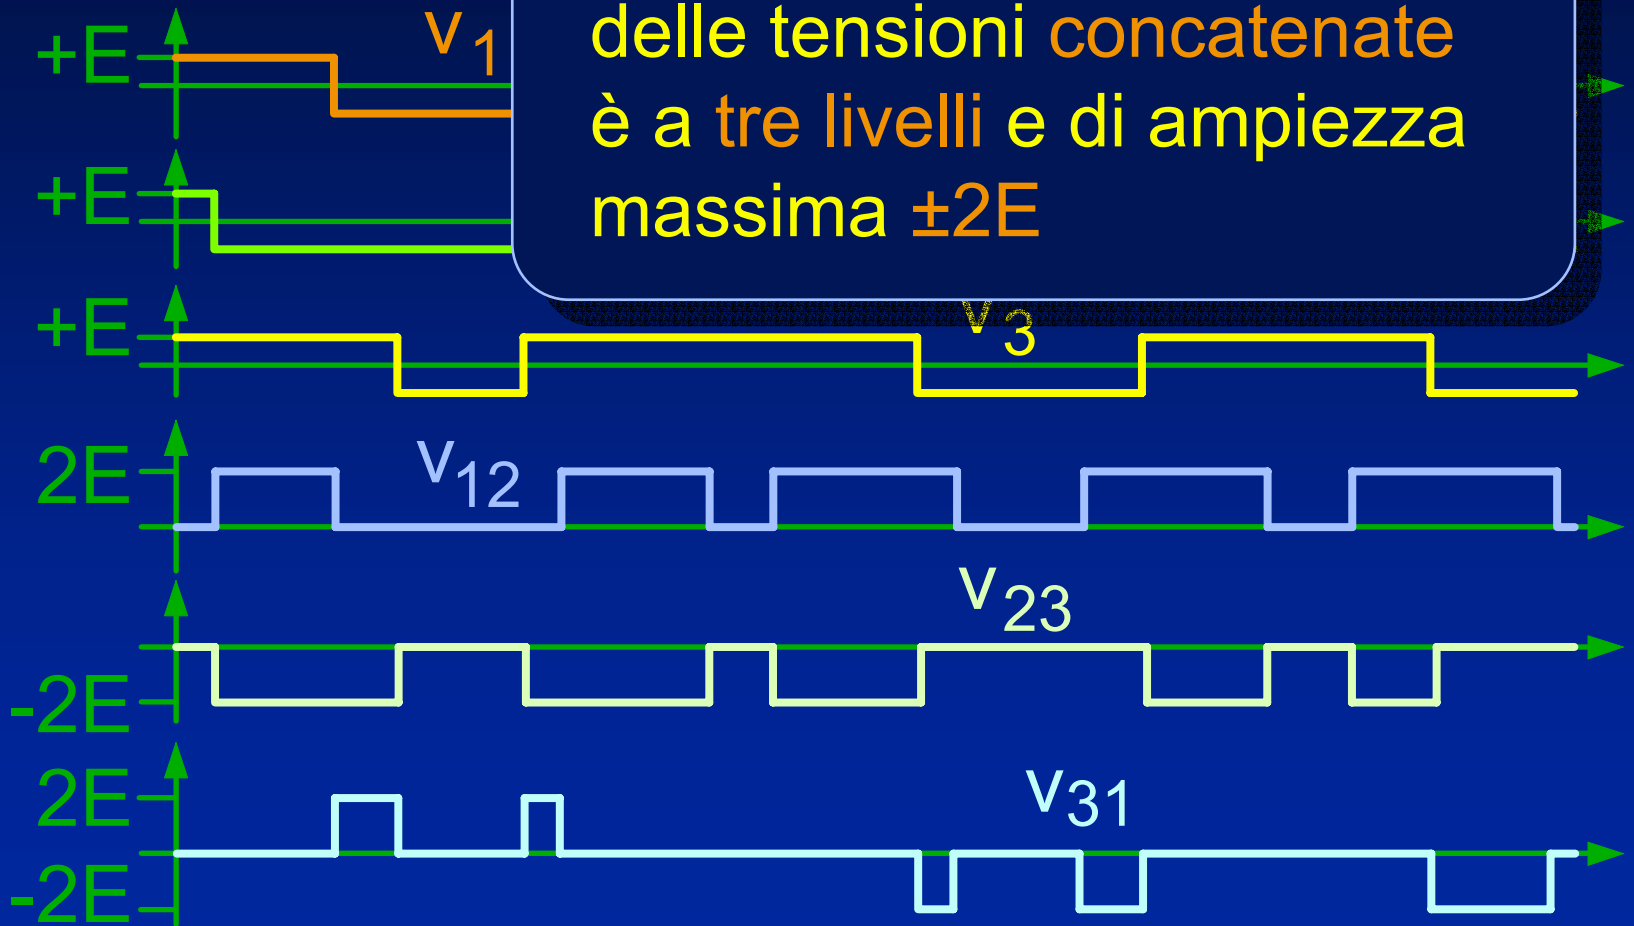 +E
v1
delle tensioni concatenate
è a tre livelli e di ampiezza
massima ±2E
+E
+E
v3
2E
v12
v23
-2E
2E
v31
-2E